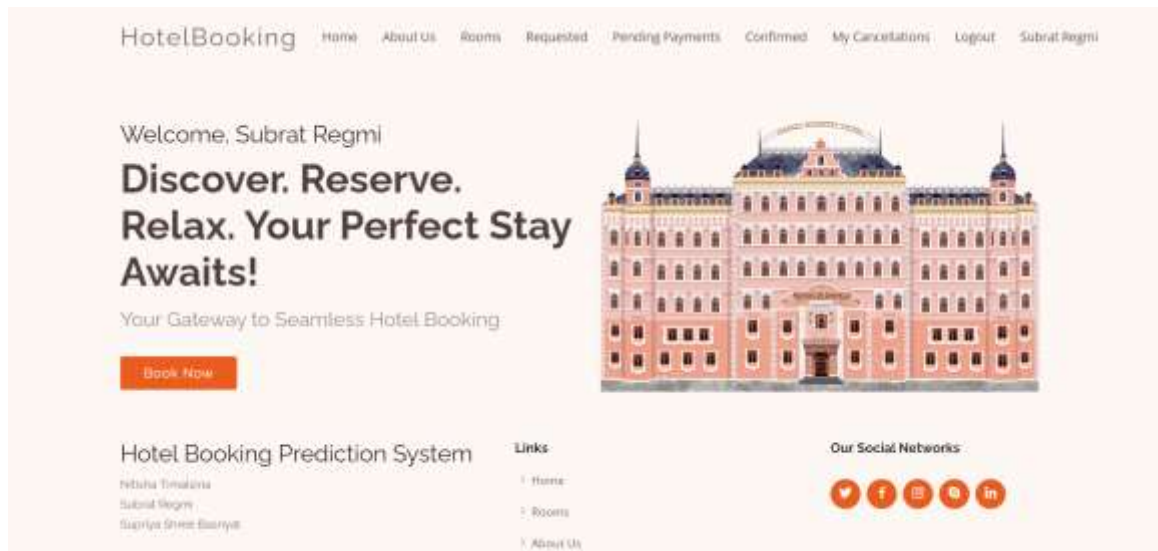 HotelBooking Home About Us Rooms Requested Pending Payments Confirmed My Cancellations Logout Subrat Regmi
Welcome, Subrat Regmi
Discover. Reserve.
Relax. Your Perfect Stay
Awaits!
Your Gateway to Seamless Hotel Booking
Book Now
Hotel Booking Prediction System
Subrat Regmi
Supriya
Links
Home
Rooms
About Us
Our Social Networks